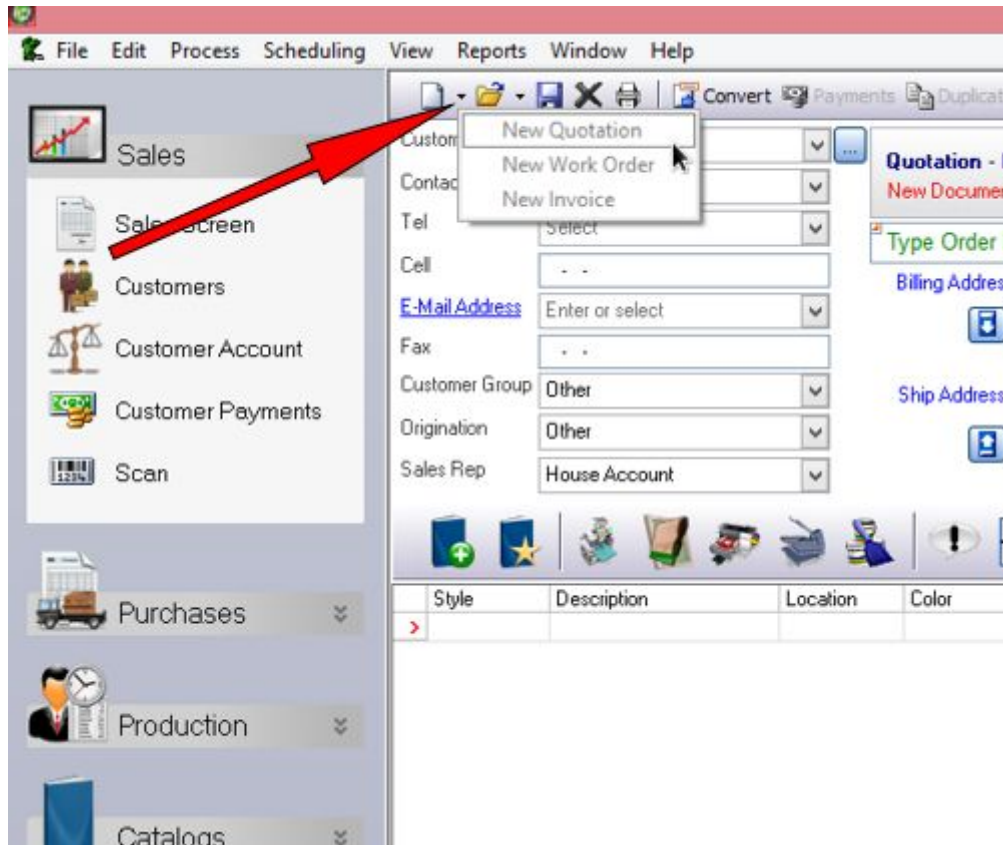 File Edit Process Scheduling View Reports Window Help
Convert Payments
Sales
Sales Screen
Customers
Customer Account
Customer Payments
Scan
Purchases
Production
Catalogs
New Quotation
New Work Order
New Invoice
Tel Select
Cell - -
E-Mail Address Enter or select
Fax - -
Customer Group Other
Origination Other
Sales Rep House Account
...
Quotation -
New
Type Order
Billing
Ship Address
Style Description Location Color